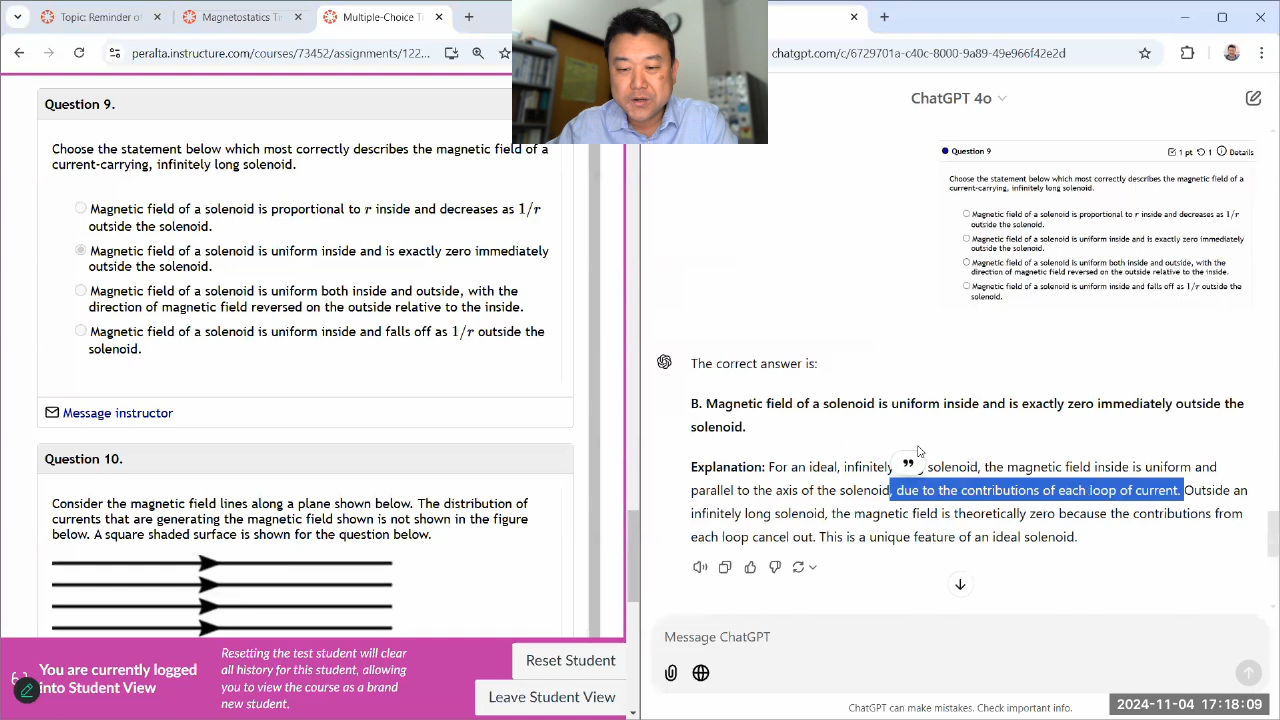 Topic Reminders for
Magnetostatics Trai
Multiple-Choice Tra
peralta.instructure.com/courses/73452/assignments/122...
chatgpt.com/c/6729701a-c40c-8000-9a89-49e966f42e2d
Question 9.
Choose the statement below which most correctly describes the magnetic field of a
current-carrying, infinitely long solenoid.
Magnetic field of a solenoid is proportional to r inside and decreases as 1/r
outside the solenoid.
Magnetic field of a solenoid is uniform inside and is exactly zero immediately
outside the solenoid.
Magnetic field of a solenoid is uniform both inside and outside, with the
direction of magnetic field reversed on the outside relative to the inside.
Magnetic field of a solenoid is uniform inside and falls off as 1/r outside the
solenoid.
Message instructor
Question 10.
Consider the magnetic field lines along a plane. The distribution of
currents that are generating the magnetic field shown is not shown in the figure
below. A square shaded surface is shown for the question below.
You are currently logged
into Student View
Resetting the test student will clear
all history for this student, allowing
you to view the course as a brand
new student.
Reset Student
Leave Student View
ChatGPT 4o
Question 9
1 pt 1 Details
Choose the statement below which most correctly describes the magnetic field of a
current-carrying, infinitely long solenoid.
Magnetic field of a solenoid is proportional to r inside and decreases as 1/r
outside the solenoid.
Magnetic field of a solenoid is uniform inside and is exactly zero immediately
outside the solenoid.
Magnetic field of a solenoid is uniform both inside and outside, with the
direction of magnetic field reversed on the outside relative to the inside.
Magnetic field of a solenoid is uniform inside and falls off as 1/r outside the
solenoid.
The correct answer is:
B. Magnetic field of a solenoid is uniform inside and is exactly zero immediately outside the
solenoid.
Explanation: For an ideal, infinitely solenoid, the magnetic field inside is uniform and
parallel to the axis of the solenoid, due to the contributions of each loop of current. Outside an
infinitely long solenoid, the magnetic field is theoretically zero because the contributions from
each loop cancel out. This is a unique feature of an ideal solenoid.
Message ChatGPT
ChatGPT can make mistakes. Check important info.
2024-11-04 17:18:09